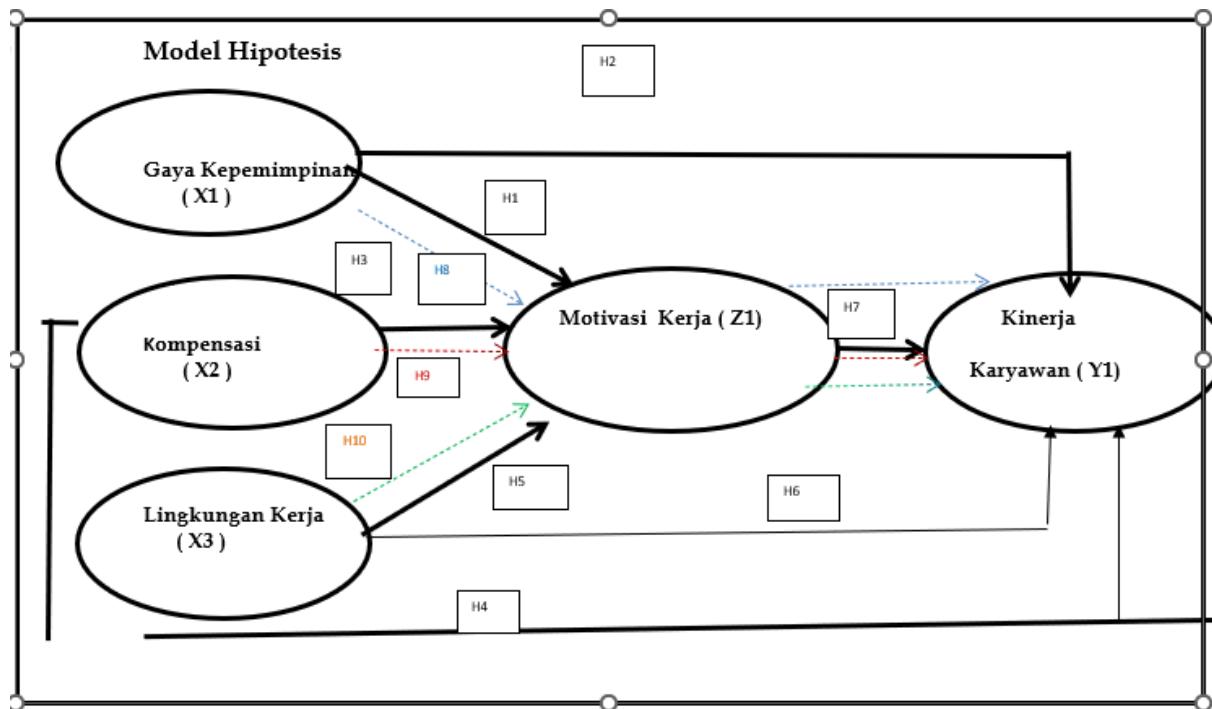 Model Hipotesis
H2
Gaya Kepemimpinan
( X1 )
H1
H3
H8
Motivasi Kerja ( Z1)
H7
Kinerja
Karyawan ( Y1)
Kompensasi
( X2 )
H9
H10
H5
H6
Lingkungan Kerja
( X3 )
H4